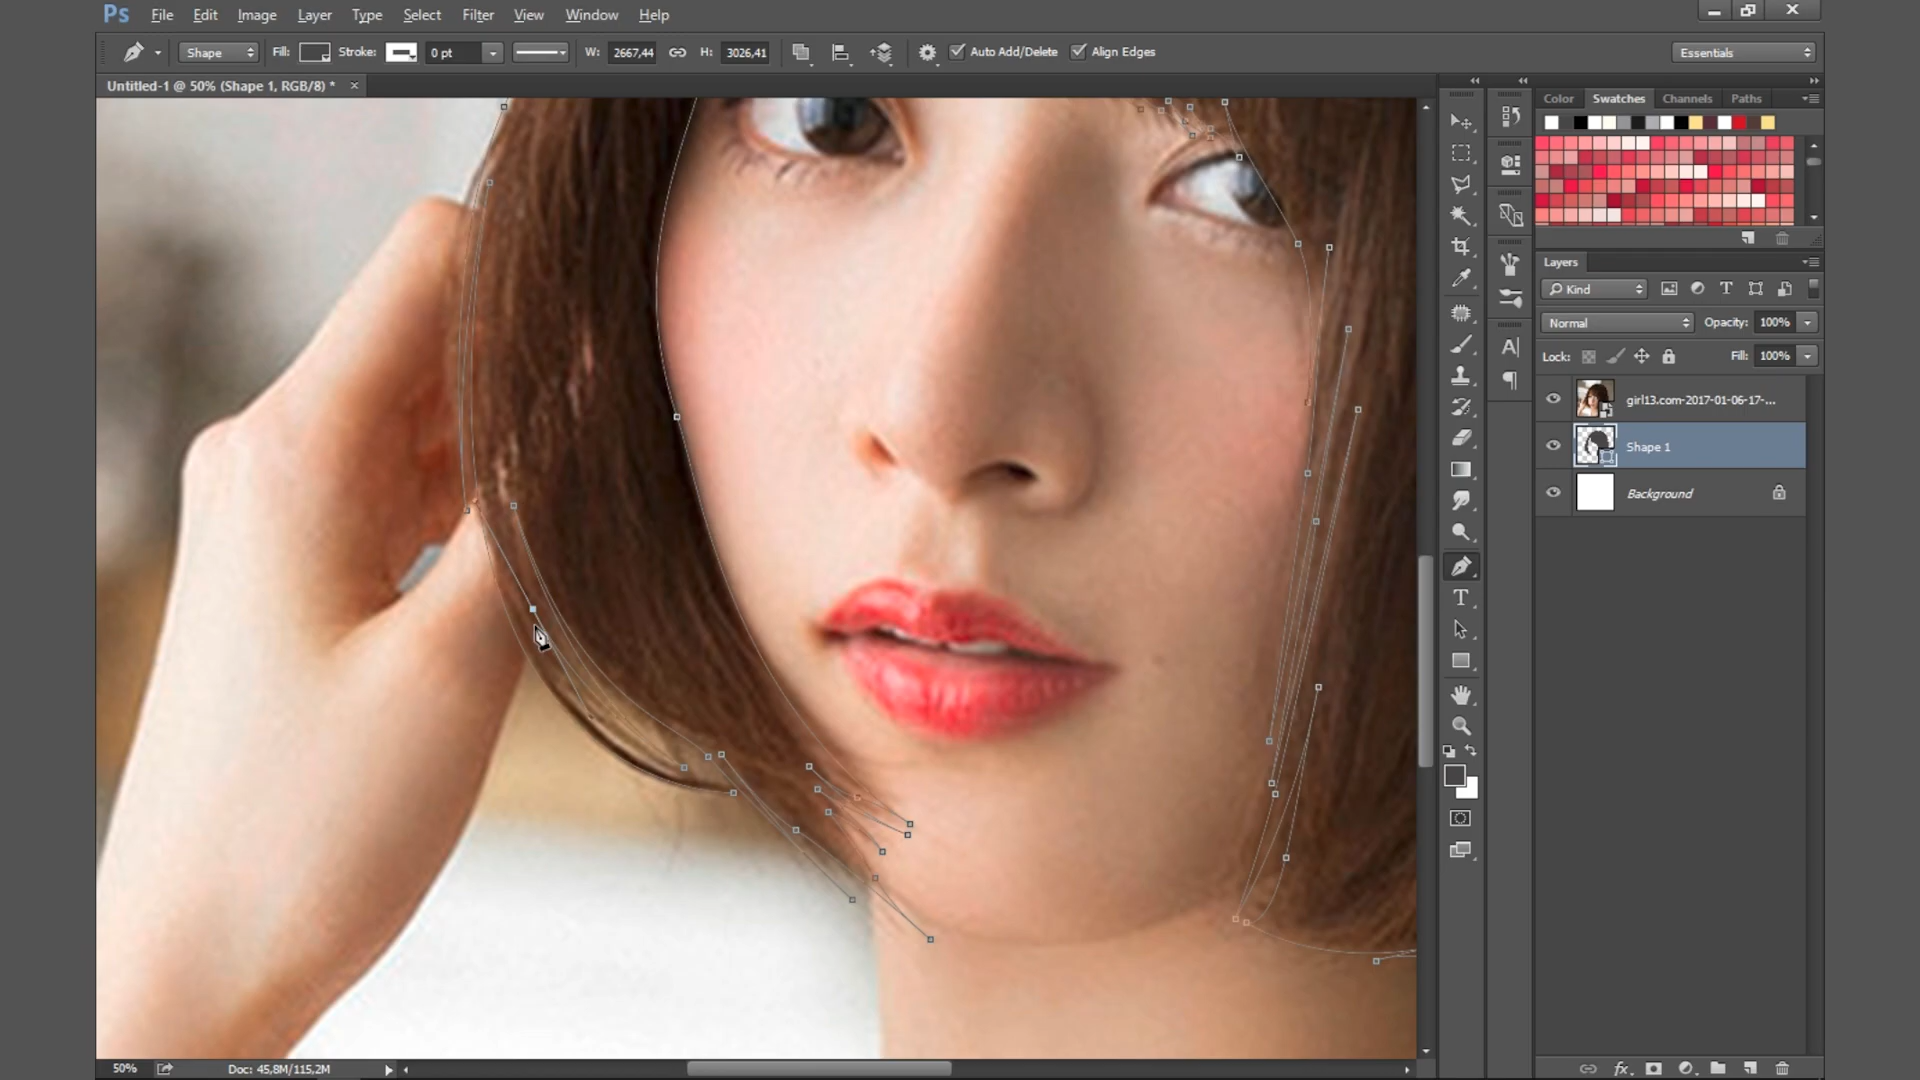 Ps File Edit Image Layer Type Select Filter View Window Help
Shape Fill: Stroke: 0 pt W: 2667,44 H: 3026,41 Auto Add/Delete Align Edges Essentials
Untitled-1 @ 50% (Shape 1, RGB/8) * ×
Color Swatches Channels Paths
Layers
Kind
Normal Opacity: 100%
Lock: Fill: 100%
girl13.com-2017-01-06-17-...
Shape 1
Background
50% Doc: 45,8M/115,2M